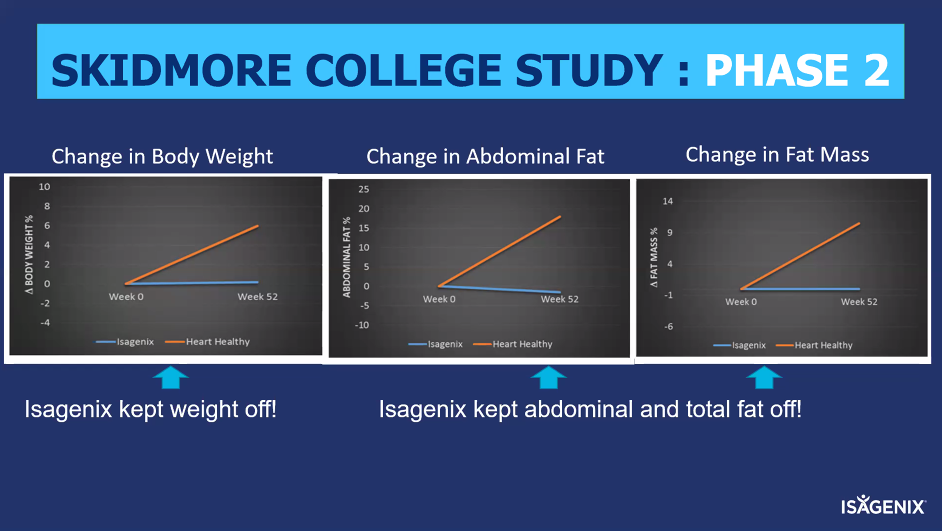 SKIDMORE COLLEGE STUDY : PHASE 2
Change in Body Weight
Change in Abdominal Fat
Change in Fat Mass
Δ BODY WEIGHT %
10
8
6
4
2
0
-2
-4
Week 0
Week 52
Isagenix
Heart Healthy
ABDOMINAL FAT %
25
20
15
10
5
0
-5
-10
Week 0
Week 52
Isagenix
Heart Healthy
Δ FAT MASS %
14
9
4
-1
-6
Week 0
Week 52
Isagenix
Heart Healthy
Isagenix kept weight off!
Isagenix kept abdominal and total fat off!
ISAGENIX